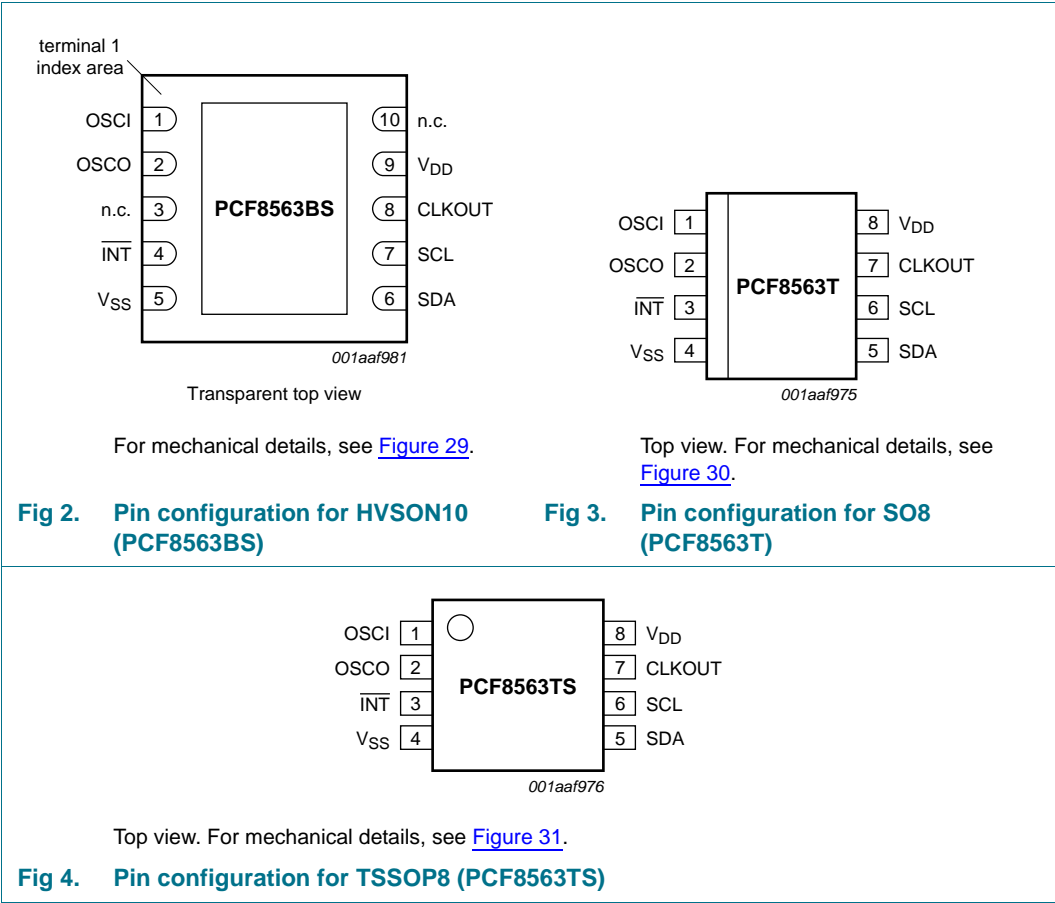 terminal 1
index area
OSCI 1 10 n.c.
OSCO 2 9 VDD
n.c. 3 PCF8563BS 8 CLKOUT
INT 4 7 SCL
VSS 5 6 SDA
001aaf981
Transparent top view
For mechanical details, see Figure 29.
Fig 2. Pin configuration for HVSON10
(PCF8563BS)
OSCI 1 8 VDD
OSCO 2 7 CLKOUT
PCF8563T
INT 3 6 SCL
VSS 4 5 SDA
001aaf975
Top view. For mechanical details, see
Figure 30.
Fig 3. Pin configuration for SO8
(PCF8563T)
OSCI 1 8 VDD
OSCO 2 7 CLKOUT
PCF8563TS
INT 3 6 SCL
VSS 4 5 SDA
001aaf976
Top view. For mechanical details, see Figure 31.
Fig 4. Pin configuration for TSSOP8 (PCF8563TS)